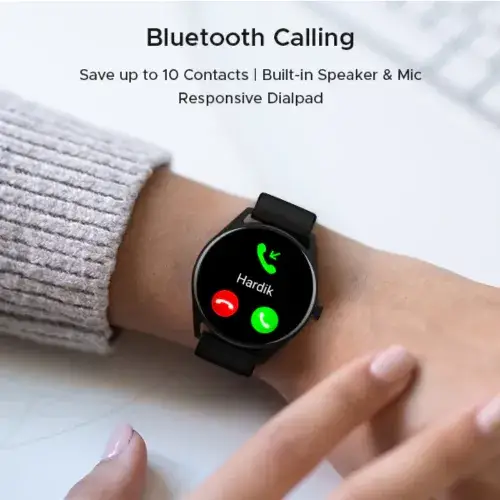 Bluetooth Calling
Save up to 10 Contacts | Built-in Speaker & Mic
Responsive Dialpad
Hardik